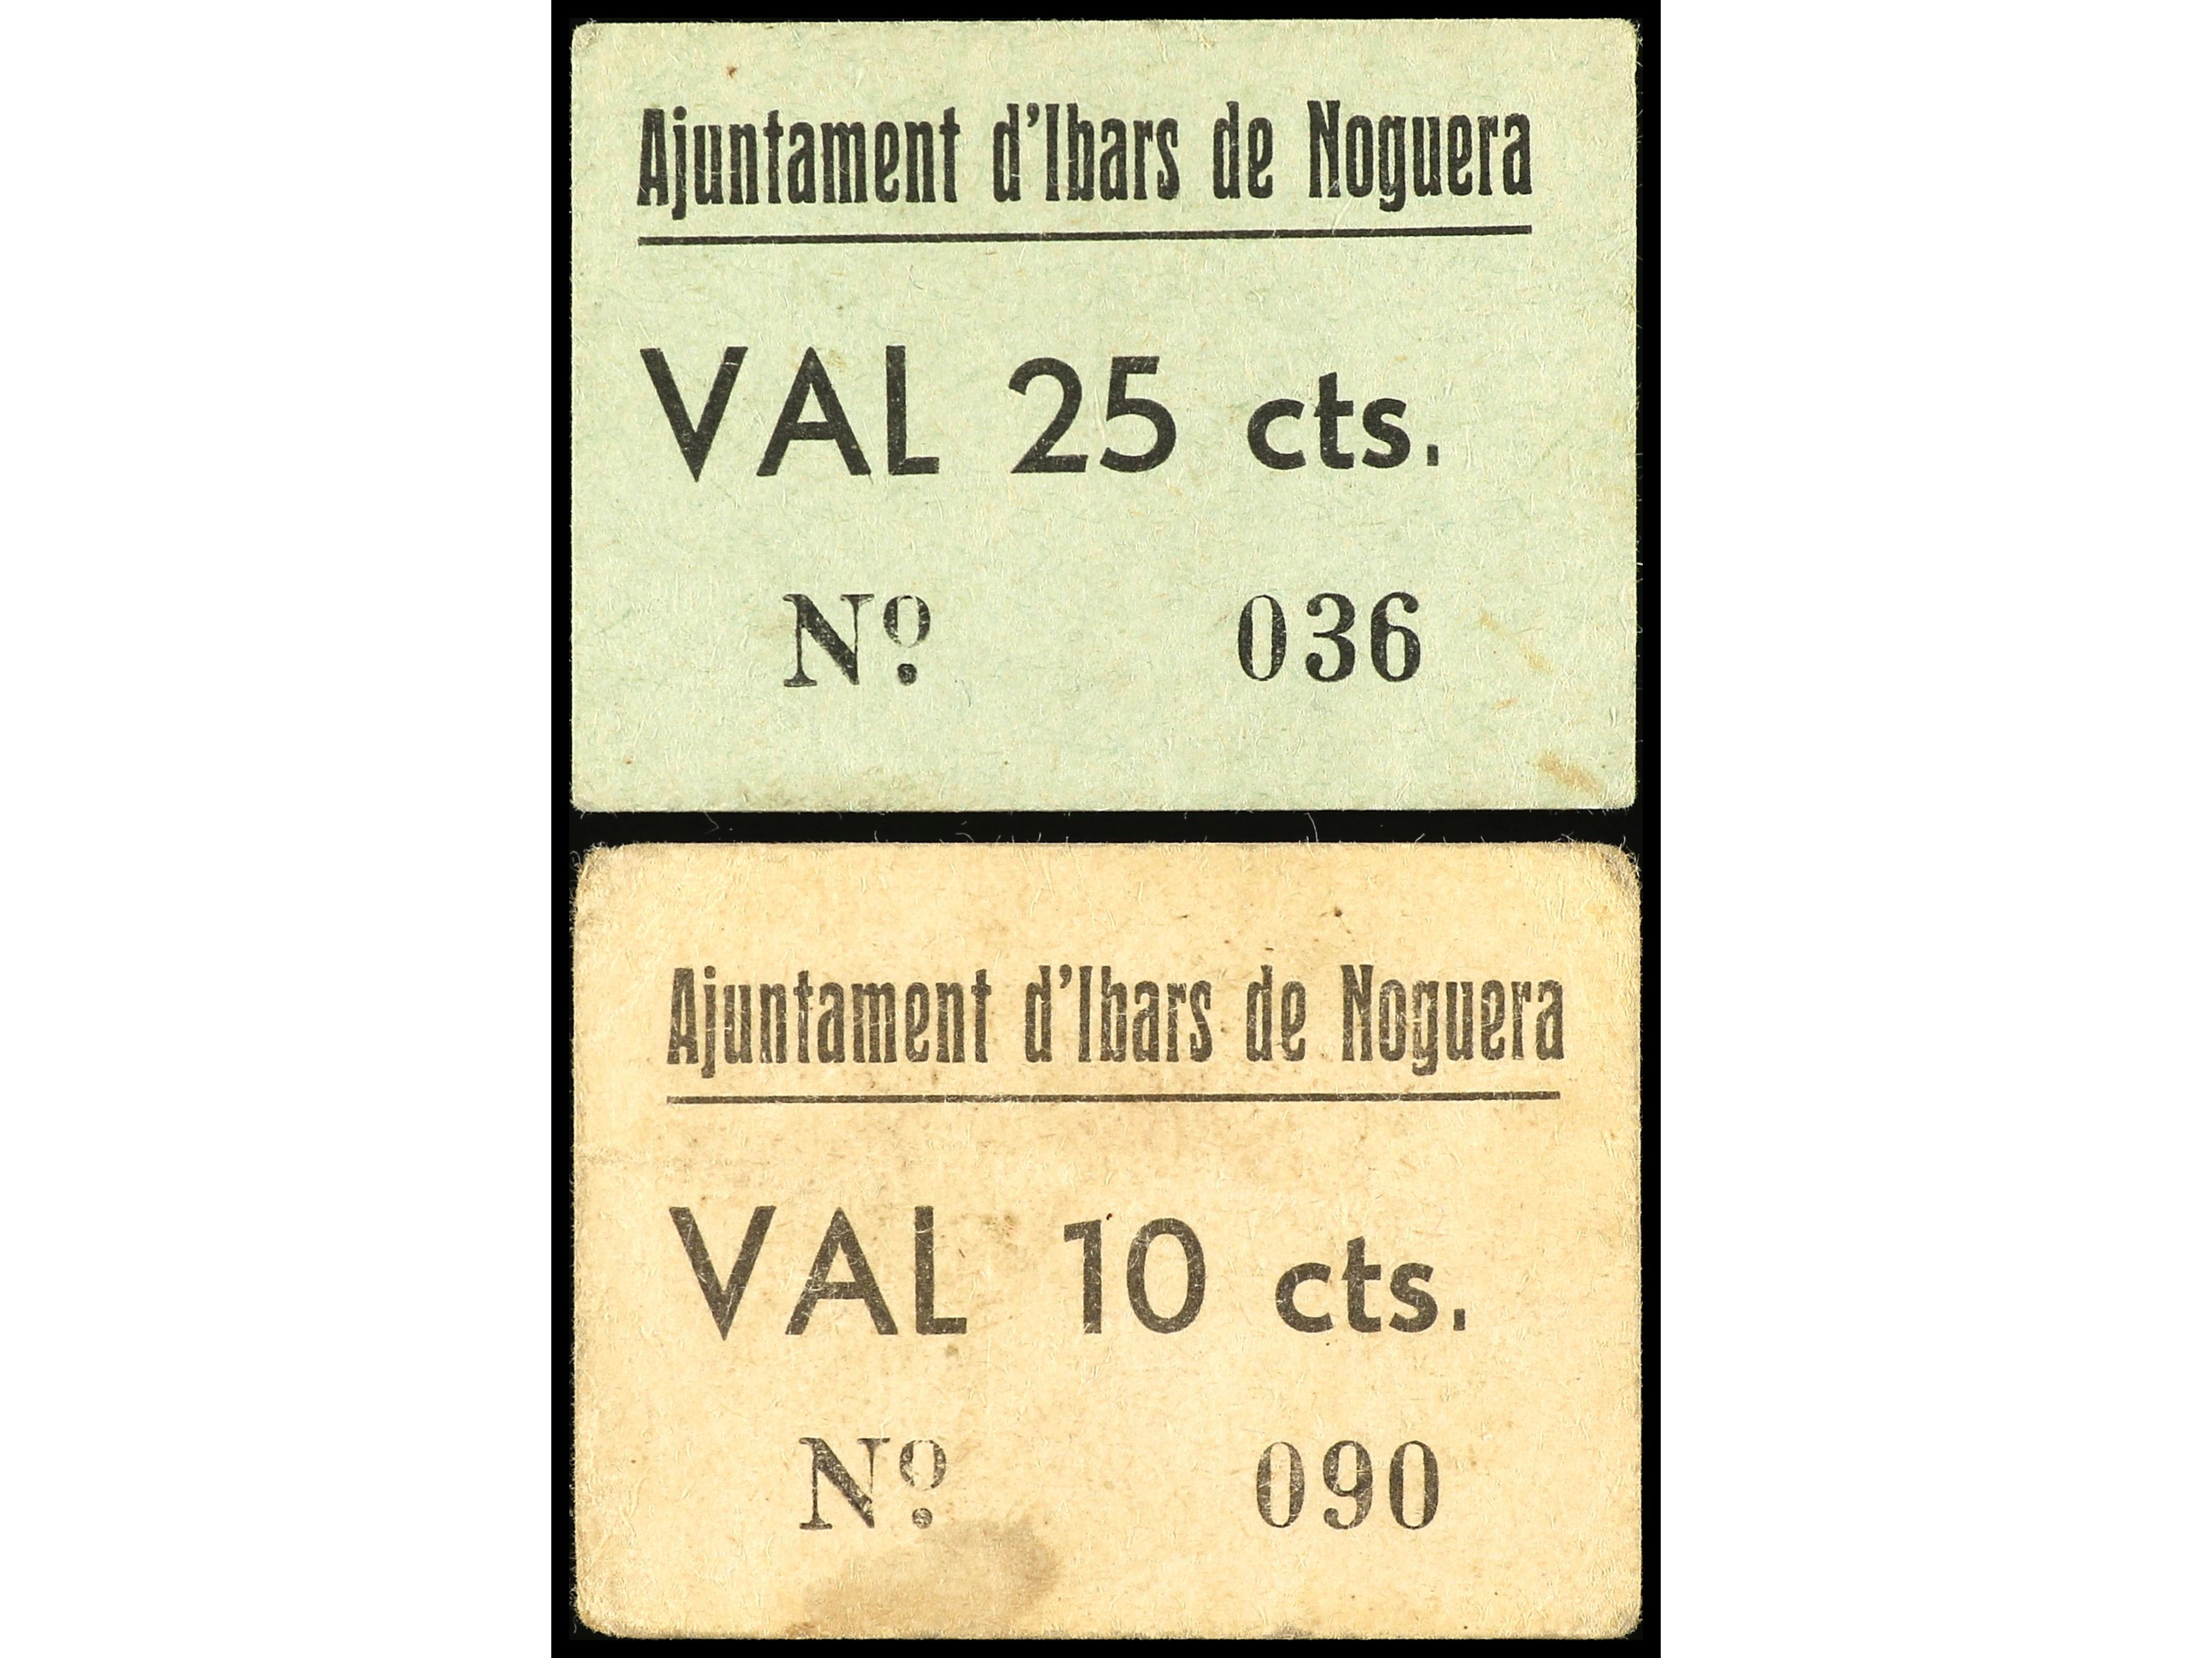 Ajuntament d'Ibars de Noguera
VAL 25 cts.
Nº 036
Ajuntament d'Ibars de Noguera
VAL 10 cts.
Nº 090